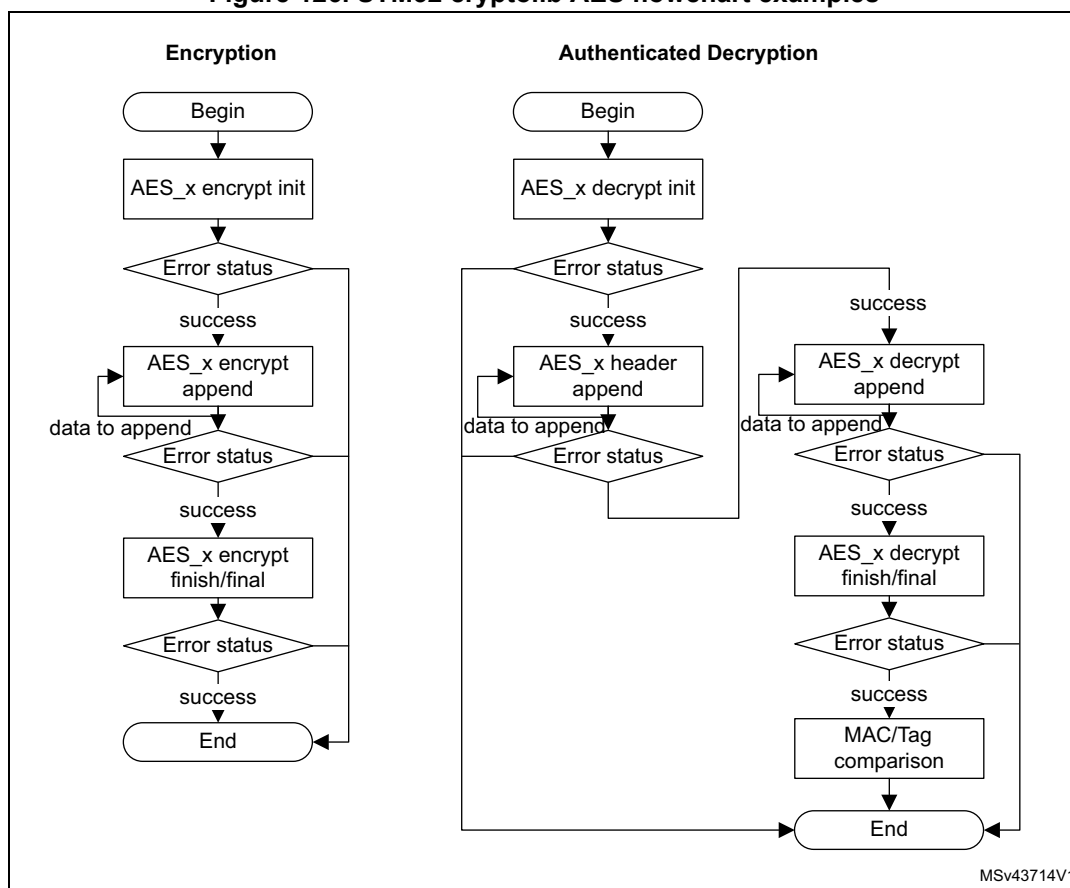 Encryption
Begin
AES_x encrypt init
Error status
success
AES_x encrypt
append
data to append
Error status
success
AES_x encrypt
finish/final
Error status
success
End
Authenticated Decryption
Begin
AES_x decrypt init
Error status
success
AES_x header
append
data to append
Error status
success
AES_x decrypt
append
data to append
Error status
success
AES_x decrypt
finish/final
Error status
success
MAC/Tag
comparison
End
MSv43714V1